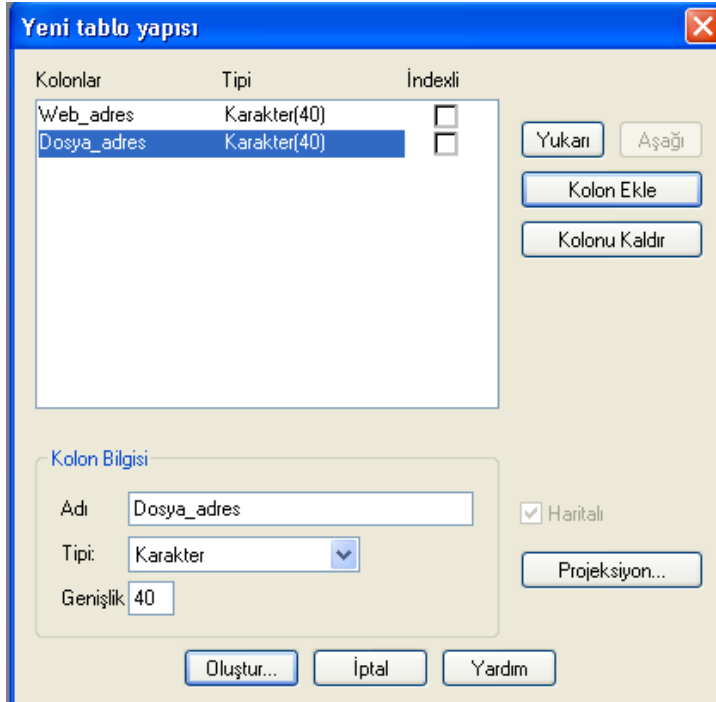 Yeni tablo yapısı
Kolonlar Tipi İndexli
Web_adres Karakter(40)
Dosya_adres Karakter(40)
Yukarı Aşağı
Kolon Ekle
Kolonu Kaldır
Kolon Bilgisi
Adı Dosya_adres
Haritalı
Tipi: Karakter
Projeksiyon...
Genişlik 40
Oluştur... İptal Yardım